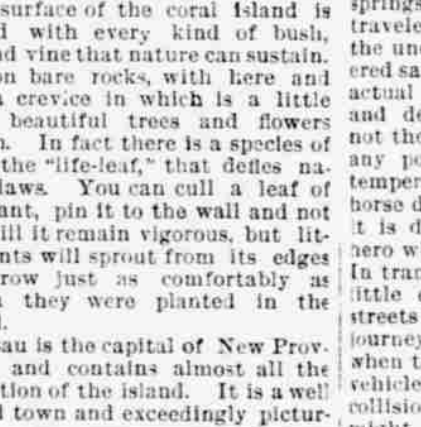 surface of the coral island is
with every kind of bush,
vine that nature can sustain.
on bare rocks, with here and
crevice in which is a little
beautiful trees and flowers
In fact there is a species of
the "life-leaf," that defies na-
laws. You can cull a leaf of
ant, pin it to the wall and not
ill it remain vigorous, but lit-
nts will sprout from its edges
row just as comfortably as
they were planted in the
au is the capital of New Prov-
and contains almost all the
tion of the island. It is a well
town and exceedingly pictur-
springs
travele
the un
ered sa
actual
and de
not the
any po
temper
horse d
it is d
hero w
In tra
little
streets
journey
when t
vehicle
collisio
might